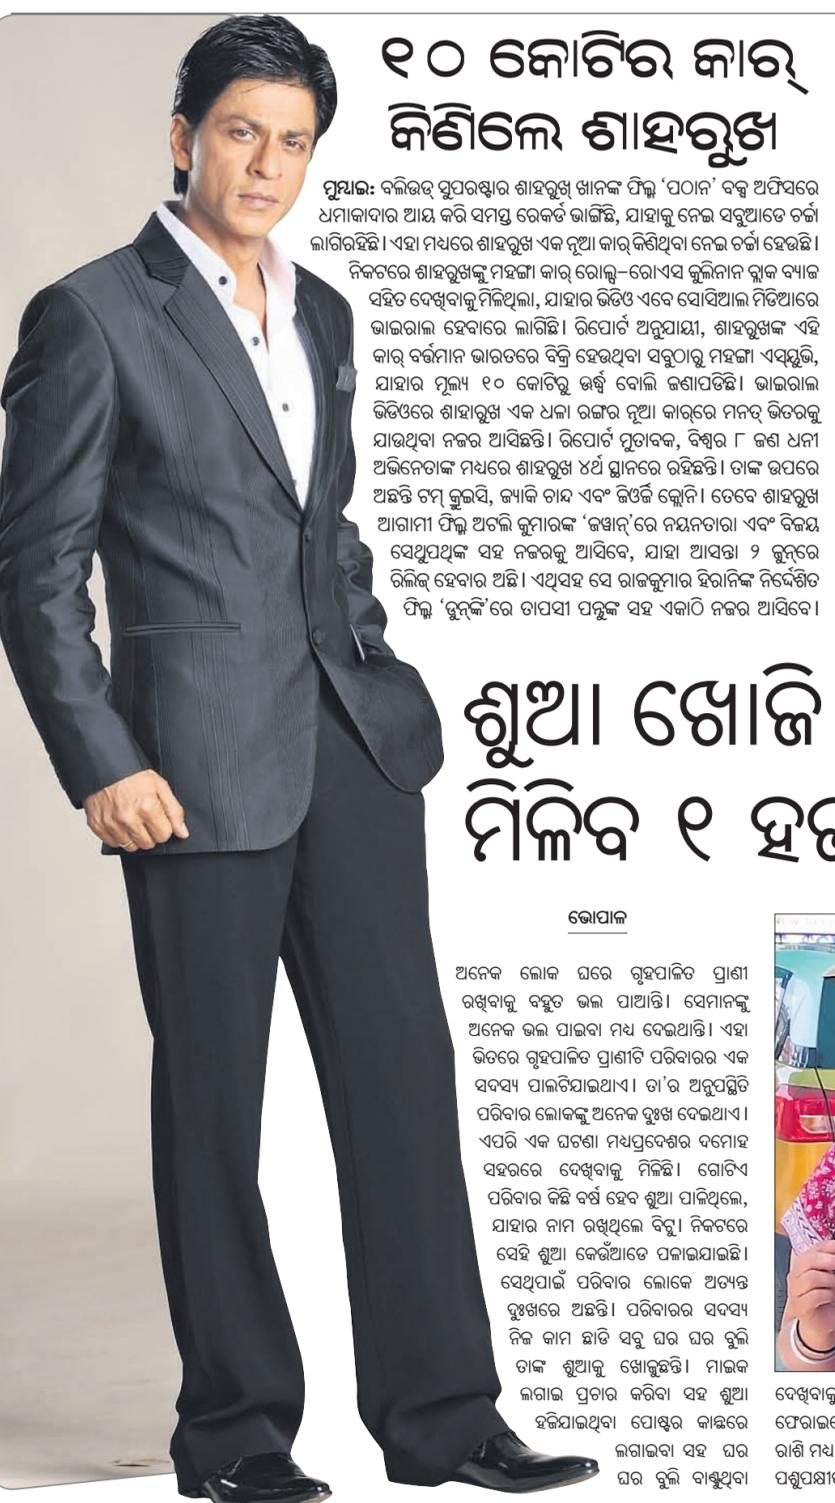 ୧୦ କୋଟିର କାର୍
କିଣିଲେ ଶାହରୁଖ
ମୁମ୍ବାଇ: ବଲିଉଡ୍ ସୁପରଷ୍ଟାର ଶାହରୁଖ୍ ଖାନଙ୍କ ଫିଲ୍ମ ‘ପଠାନ’ ବକ୍ସ ଅଫିସରେ
ଧମାକାଦାର ଆୟ କରି ସମସ୍ତ ରେକର୍ଡ ଭାଙ୍ଗିଛି, ଯାହାକୁ ନେଇ ସବୁଆଡେ ଚର୍ଚ୍ଚା
ଲାଗିରହିଛି। ଏହା ମଧ୍ୟରେ ଶାହରୁଖ ଏକ ନୂଆ କାର୍ କିଣିଥିବା ନେଇ ଚର୍ଚ୍ଚା ହେଉଛି।
ନିକଟରେ ଶାହରୁଖଙ୍କୁ ମହଙ୍ଗା କାର୍ ରୋଲ୍ସ-ରୋଏସ କୁଲିନାନ ବ୍ଲାକ ବ୍ୟାଜ
ସହିତ ଦେଖିବାକୁ ମିଳିଥିଲା, ଯାହାର ଭିଡିଓ ଏବେ ସୋସିଆଲ ମିଡିଆରେ
ଭାଇରାଲ ହେବାରେ ଲାଗିଛି। ରିପୋର୍ଟ ଅନୁଯାୟୀ, ଶାହରୁଖଙ୍କ ଏହି
କାର୍ ବର୍ତ୍ତମାନ ଭାରତରେ ବିକ୍ରି ହେଉଥିବା ସବୁଠାରୁ ମହଙ୍ଗା ଏସ୍‌ୟୁଭି,
ଯାହାର ମୂଲ୍ୟ ୧୦ କୋଟିରୁ ଊର୍ଦ୍ଧ୍ୱ ବୋଲି ଜଣାପଡିଛି। ଭାଇରାଲ
ଭିଡିଓରେ ଶାହାରୁଖ ଏକ ଧଳା ରଙ୍ଗର ନୂଆ କାର୍‌ରେ ମନତ୍ ଭିତରକୁ
ଯାଉଥିବା ନଜର ଆସିଛନ୍ତି। ରିପୋର୍ଟ ମୁତାବକ, ବିଶ୍ୱର ୮ ଜଣ ଧନୀ
ଅଭିନେତାଙ୍କ ମଧ୍ୟରେ ଶାହରୁଖ ୪ର୍ଥ ସ୍ଥାନରେ ରହିଛନ୍ତି। ତାଙ୍କ ଉପରେ
ଅଛନ୍ତି ଟମ୍ କ୍ରୁଇସି, ଜ୍ୟାକି ଚାନ୍ଦ ଏବଂ ଜିଓର୍ଜି କ୍ଲୋନି। ତେବେ ଶାହରୁଖ
ଆଗାମୀ ଫିଲ୍ମ ଅଟଲି କୁମାରଙ୍କ ‘ଜୱାନ୍’ରେ ନୟନତାରା ଏବଂ ବିଜୟ
ସେଥୁପଥିଙ୍କ ସହ ନଜରକୁ ଆସିବେ, ଯାହା ଆସନ୍ତା ୨ ଜୁନ୍‌ରେ
ରିଲିଜ୍ ହେବାର ଅଛି। ଏଥିସହ ସେ ରାଜକୁମାର ହିରାନିଙ୍କ ନିର୍ଦ୍ଦେଶିତ
ଫିଲ୍ମ ‘ଡୁନ୍‌କି’ରେ ତାପସୀ ପନ୍ନୁଙ୍କ ସହ ଏକାଠି ନଜର ଆସିବେ।
ଶୁଆ ଖୋଜି
ମିଳିବ ୧ ହଜ
ଭୋପାଳ
ଅନେକ ଲୋକ ଘରେ ଗୃହପାଳିତ ପ୍ରାଣୀ
ରଖିବାକୁ ବହୁତ ଭଲ ପାଆନ୍ତି। ସେମାନଙ୍କୁ
ଅନେକ ଭଲ ପାଇବା ମଧ୍ୟ ଦେଇଥାନ୍ତି। ଏହା
ଭିତରେ ଗୃହପାଳିତ ପ୍ରାଣୀଟି ପରିବାରର ଏକ
ସଦସ୍ୟ ପାଲଟିଯାଇଥାଏ। ତା’ର ଅନୁପସ୍ଥିତି
ପରିବାର ଲୋକଙ୍କୁ ଅନେକ ଦୁଃଖ ଦେଇଥାଏ।
ଏପରି ଏକ ଘଟଣା ମଧ୍ୟପ୍ରଦେଶର ଦମୋହ
ସହରରେ ଦେଖିବାକୁ ମିଳିଛି। ଗୋଟିଏ
ପରିବାର କିଛି ବର୍ଷ ହେବ ଶୁଆ ପାଳିଥିଲେ,
ଯାହାର ନାମ ରଖିଥିଲେ ବିଟୁ। ନିକଟରେ
ସେହି ଶୁଆ କେଉଁଆଡେ ପଳାଇଯାଇଛି।
ସେଥିପାଇଁ ପରିବାର ଲୋକେ ଅତ୍ୟନ୍ତ
ଦୁଃଖରେ ଅଛନ୍ତି। ପରିବାରର ସଦସ୍ୟ
ନିଜ କାମ ଛାଡି ସବୁ ଘର ଘର ବୁଲି
ତାଙ୍କ ଶୁଆକୁ ଖୋଜୁଛନ୍ତି। ମାଇକ
ଲଗାଇ ପ୍ରଚାର କରିବା ସହ ଶୁଆ
ହଜିଯାଇଥିବା ପୋଷ୍ଟର କାନ୍ଥରେ
ଲଗାଇବା ସହ ଘର
ଘର ବୁଲି ବାଣ୍ଟୁଥିବା
ଦେଖିବାକୁ
ଫେରାଇ
ରାଶି ମଧ୍ୟ
ପଶୁପକ୍ଷୀ